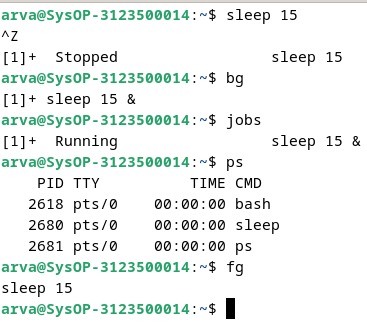 arva@SysOP-3123500014:~$ sleep 15
^Z
[1]+  Stopped                 sleep 15
arva@SysOP-3123500014:~$ bg
[1]+ sleep 15 &
arva@SysOP-3123500014:~$ jobs
[1]+  Running                 sleep 15 &
arva@SysOP-3123500014:~$ ps
    PID TTY          TIME CMD
   2618 pts/0    00:00:00 bash
   2680 pts/0    00:00:00 sleep
   2681 pts/0    00:00:00 ps
arva@SysOP-3123500014:~$ fg
sleep 15
arva@SysOP-3123500014:~$